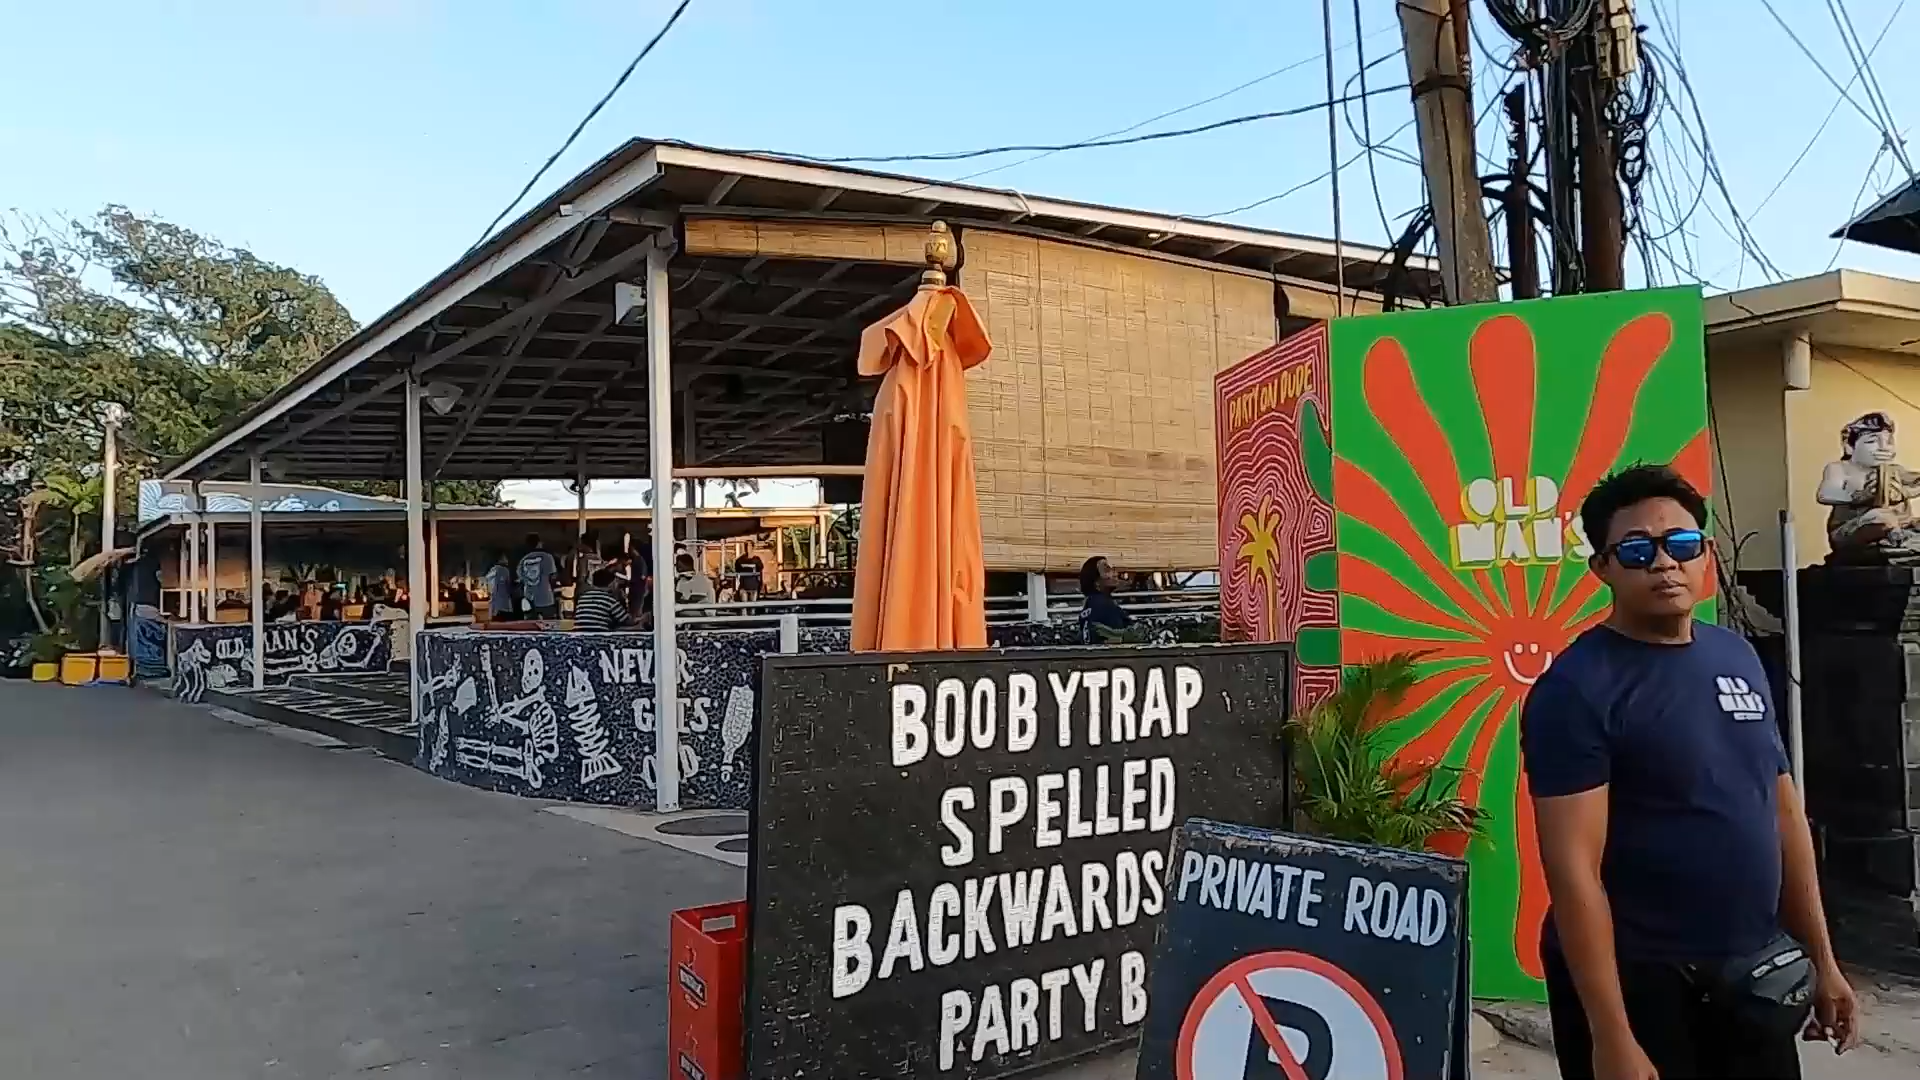 PARTY ON DUDE
OLD
MAN'S
OLD MAN'S
NEVER
GETS
OLD
BOOBYTRAP
SPELLED
BACKWARDS
PARTY B
PRIVATE ROAD
P
OLD
MAN'S